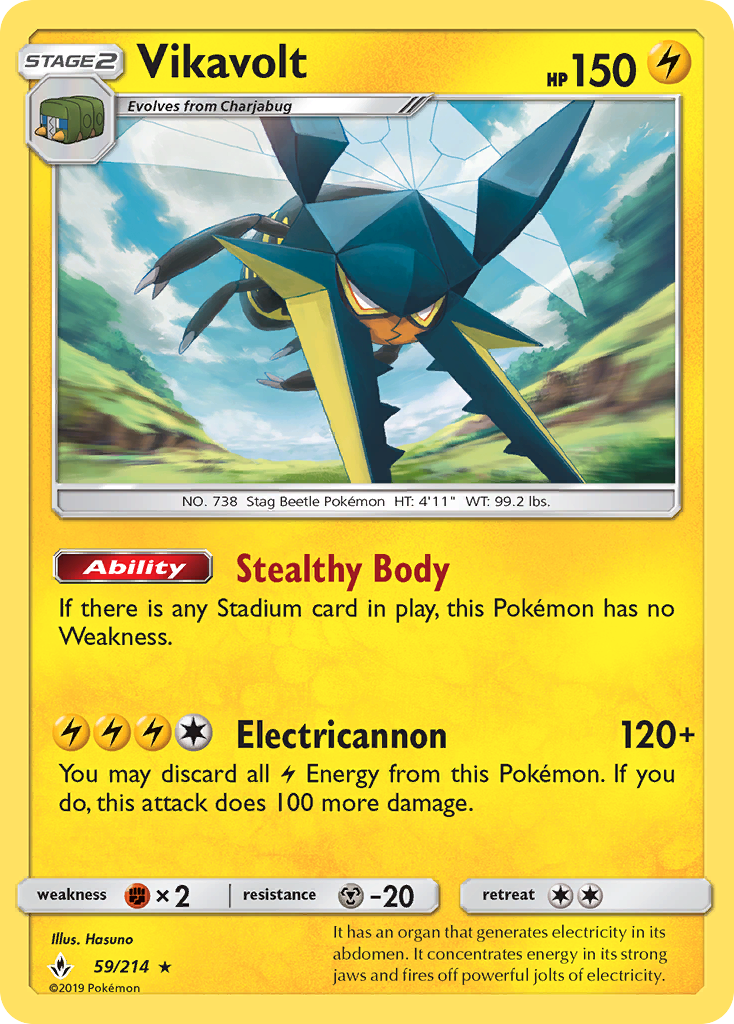 STAGE2 Vikavolt HP 150
Evolves from Charjabug
NO. 738 Stag Beetle Pokémon HT: 4'11" WT: 99.2 lbs.
Ability Stealthy Body
If there is any Stadium card in play, this Pokémon has no
Weakness.
Electricannon 120+
You may discard all Energy from this Pokémon. If you
do, this attack does 100 more damage.
weakness ×2 resistance -20 retreat
Illus. Hasuno
59/214 ★
©2019 Pokémon
It has an organ that generates electricity in its
abdomen. It concentrates energy in its strong
jaws and fires off powerful jolts of electricity.